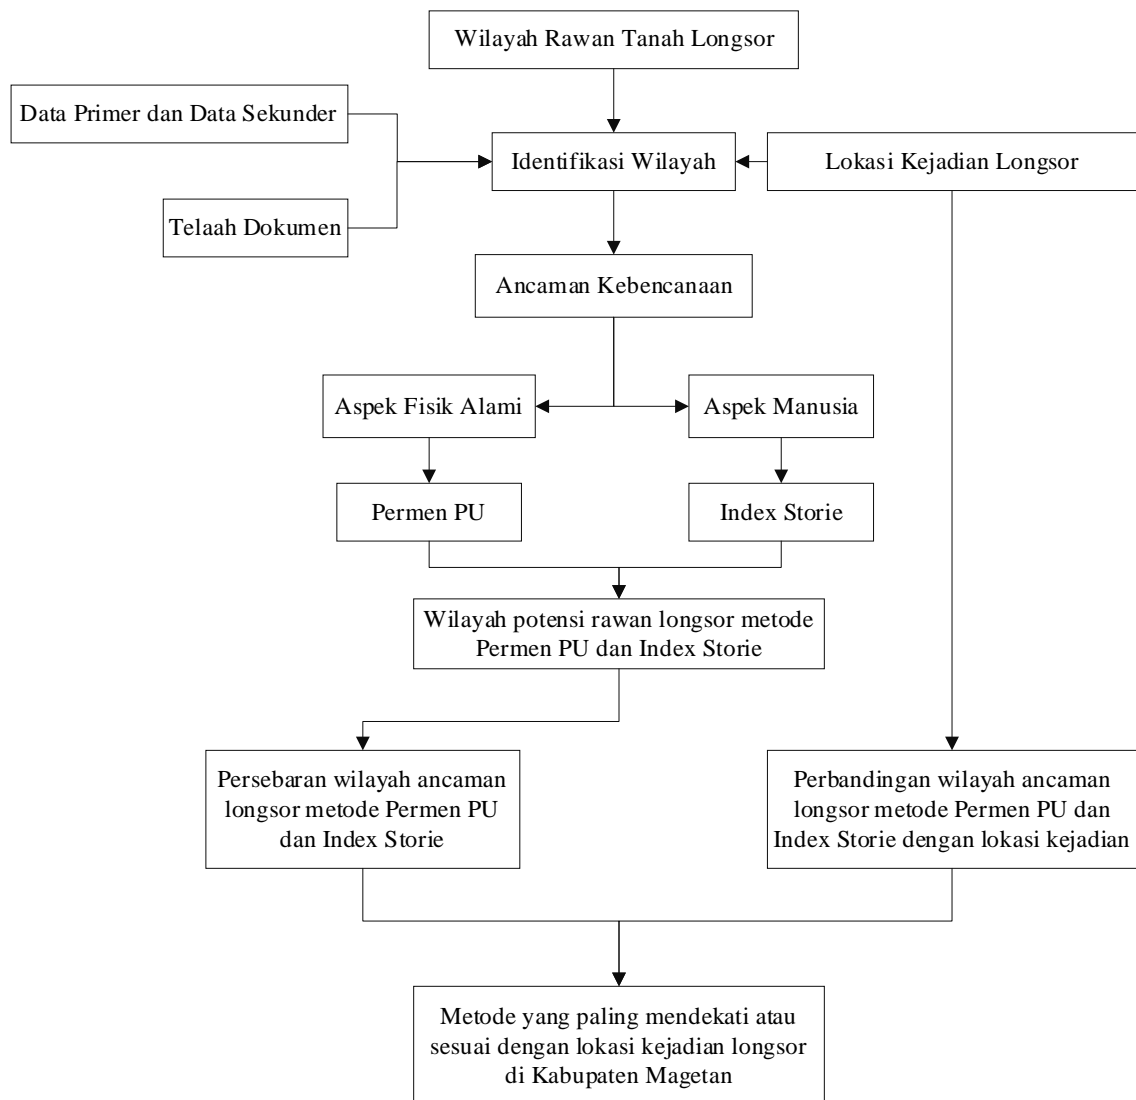 Wilayah Rawan Tanah Longsor
Data Primer dan Data Sekunder
Identifikasi Wilayah
Lokasi Kejadian Longsor
Telaah Dokumen
Ancaman Kebencanaan
Aspek Fisik Alami
Aspek Manusia
Permen PU
Index Storie
Wilayah potensi rawan longsor metode
Permen PU dan Index Storie
Persebaran wilayah ancaman
longsor metode Permen PU
dan Index Storie
Perbandingan wilayah ancaman
longsor metode Permen PU dan
Index Storie dengan lokasi kejadian
Metode yang paling mendekati atau
sesuai dengan lokasi kejadian longsor
di Kabupaten Magetan